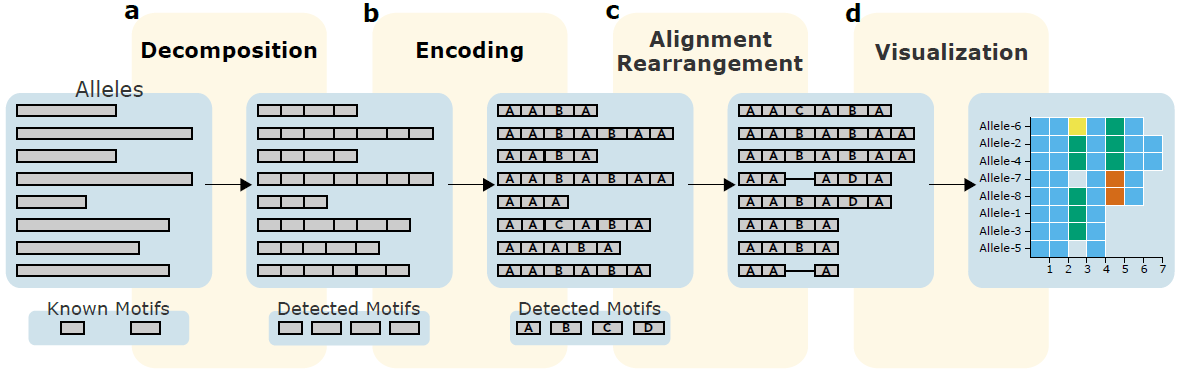 a
b
c
d
Decomposition
Encoding
Alignment
Rearrangement
Visualization
Alleles
A A B A
A A B A B A A
A A B A
A A B A B A A
A A A
A A C A B A
A A A B A
A A B A B A
A A C A B A
A A B A B A A
A A B A B A A
A A A D A
A A B A D A
A A B A
A A B A
A A A
Allele-6
Allele-2
Allele-4
Allele-7
Allele-8
Allele-1
Allele-3
Allele-5
1 2 3 4 5 6 7
Known Motifs
Detected Motifs
Detected Motifs
A B C D